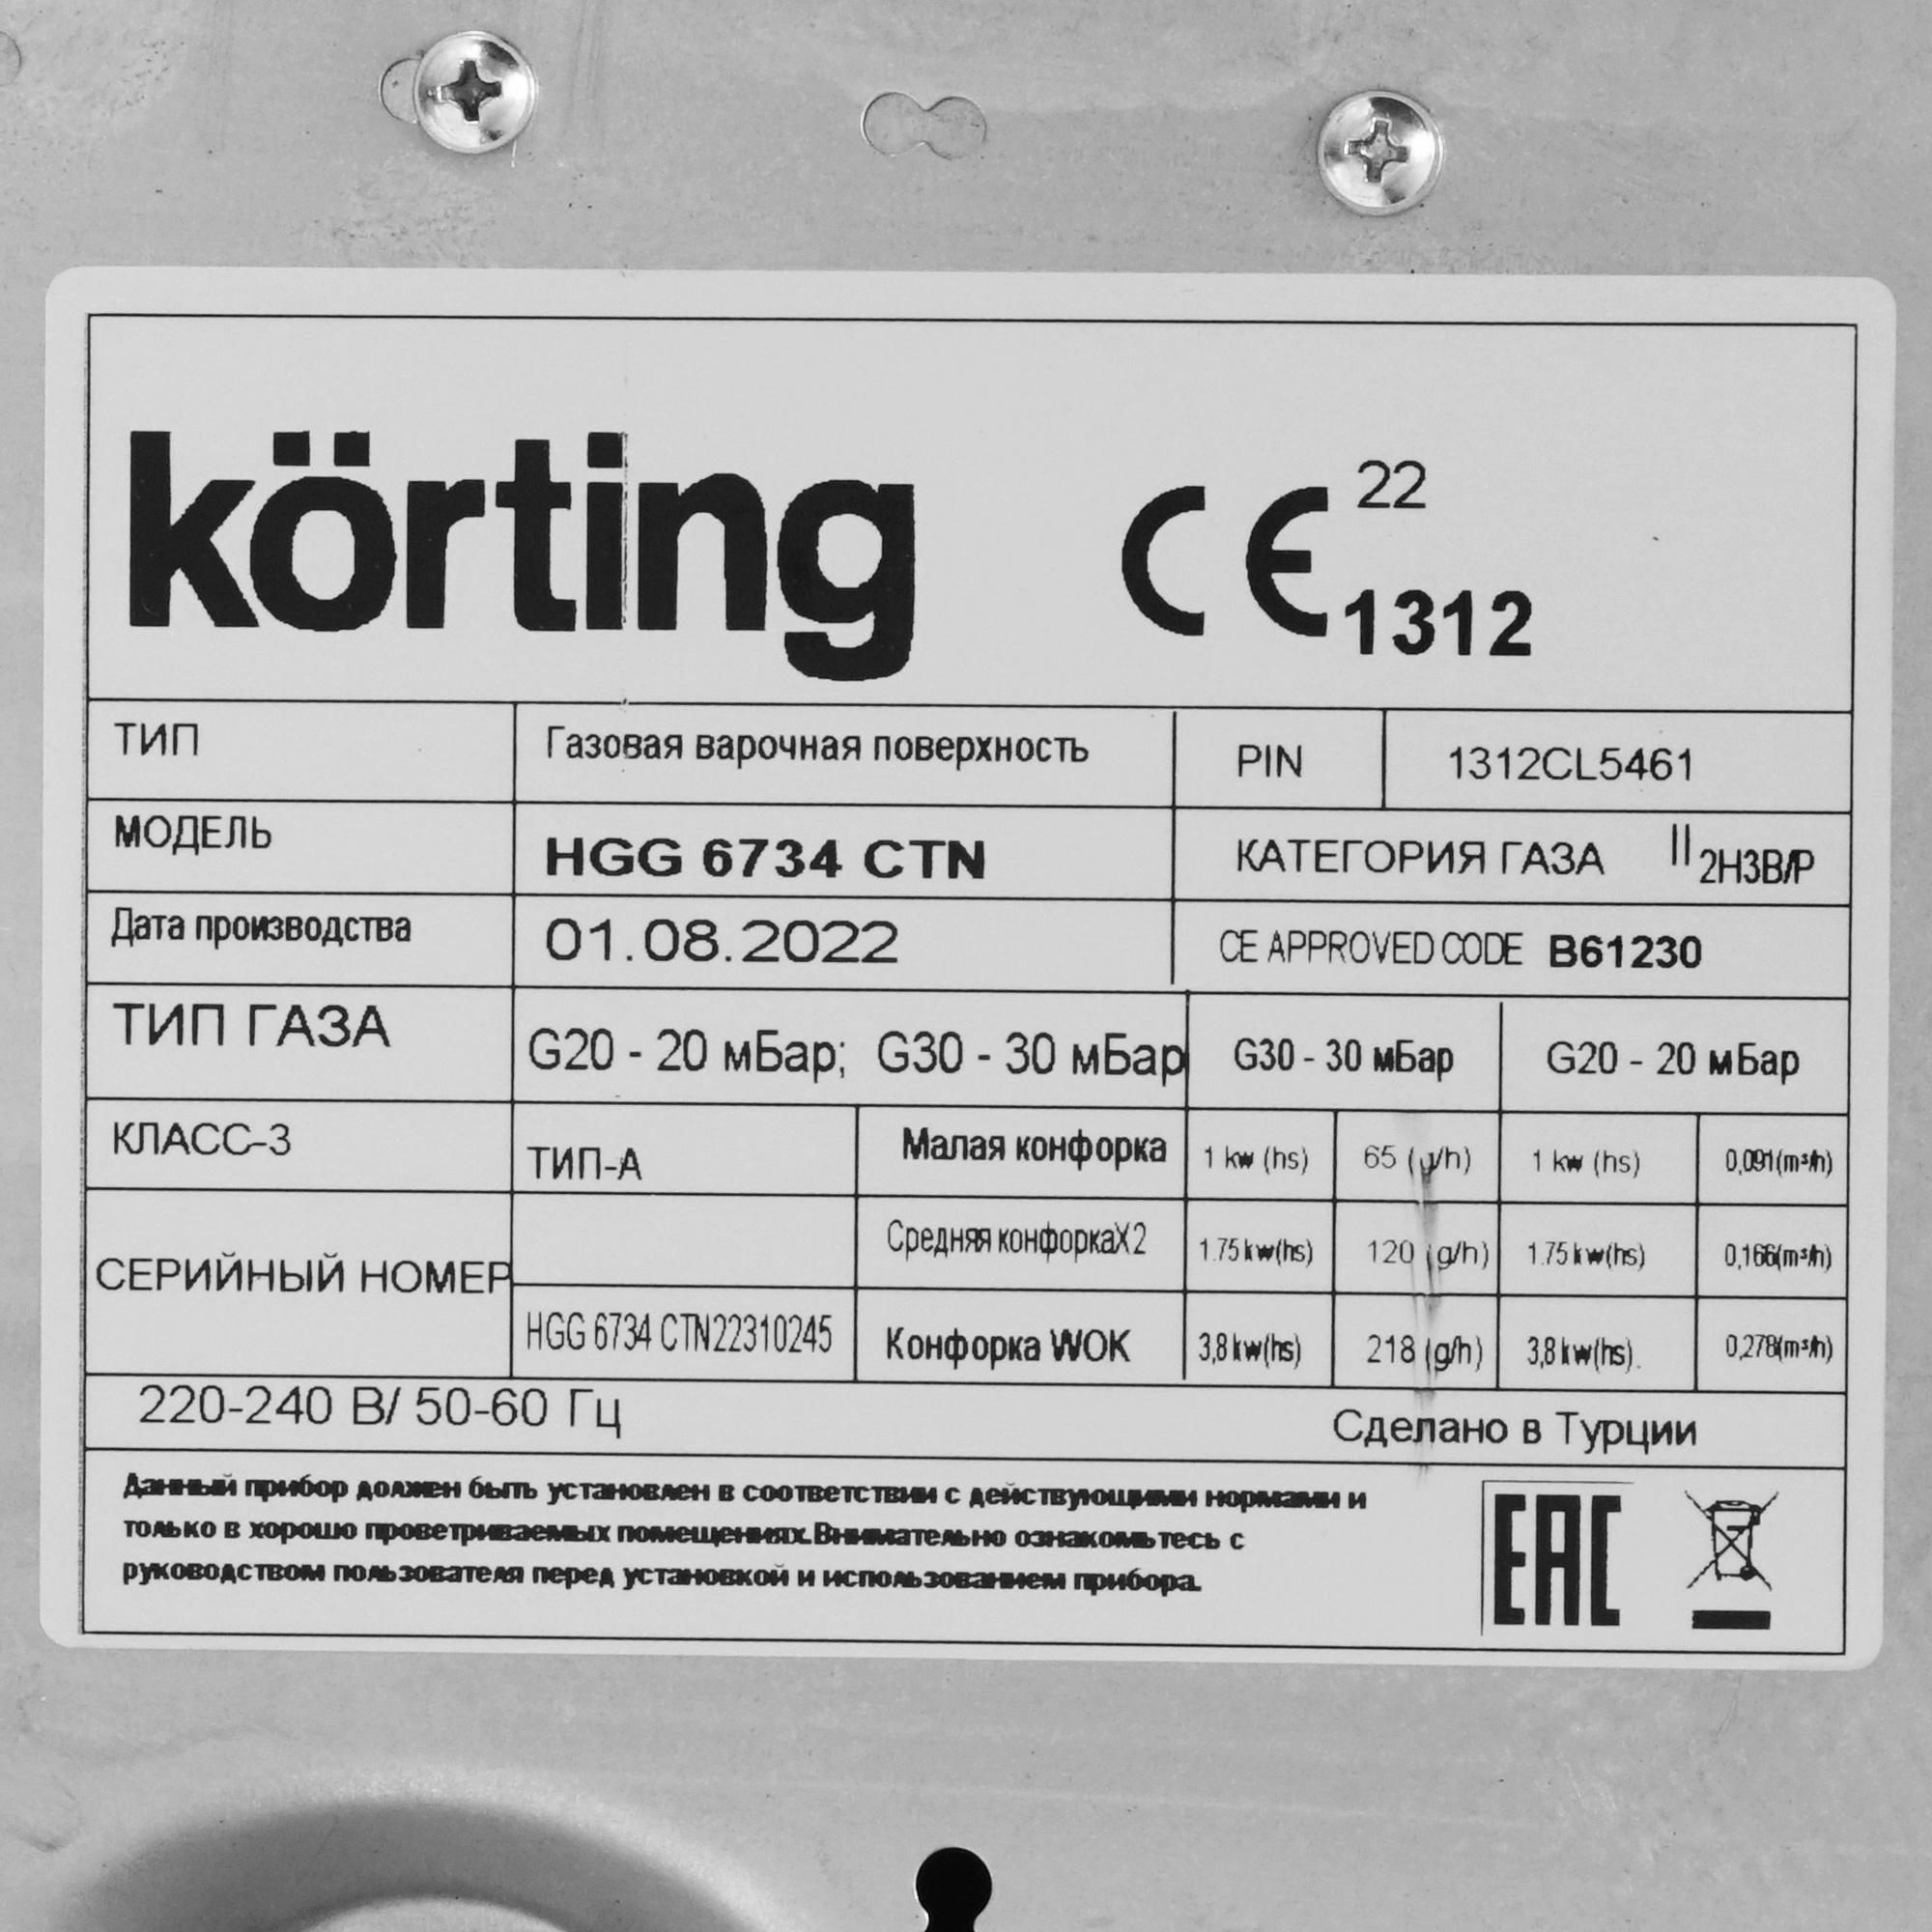 körting
CE 22
1312
ТИП Газовая варочная поверхность PIN 1312CL5461
МОДЕЛЬ HGG 6734 CTN КАТЕГОРИЯ ГАЗА II 2H3B/P
Дата производства 01.08.2022 CE APPROVED CODE B61230
ТИП ГАЗА G20 - 20 мБар; G30 - 30 мБар G30 - 30 мБар G20 - 20 мБар
КЛАСС-3 ТИП-А Малая конфорка 1 kw (hs) 65 (g/h) 1 kw (hs) 0,091(m³/h)
Средняя конфоркаX2 1.75 kw(hs) 120 (g/h) 1.75 kw(hs) 0,166(m³/h)
СЕРИЙНЫЙ НОМЕР
HGG 6734 CTN22310245 Конфорка WOK 3,8 kw(hs) 218 (g/h) 3,8 kw(hs). 0,278(m³/h)
220-240 В/ 50-60 Гц Сделано в Турции
Данный прибор должен быть установлен в соответствии с действующими нормами и
только в хорошо проветриваемых помещениях.Внимательно ознакомьтесь с
руководством пользователя перед установкой и использованием прибора.
EAC